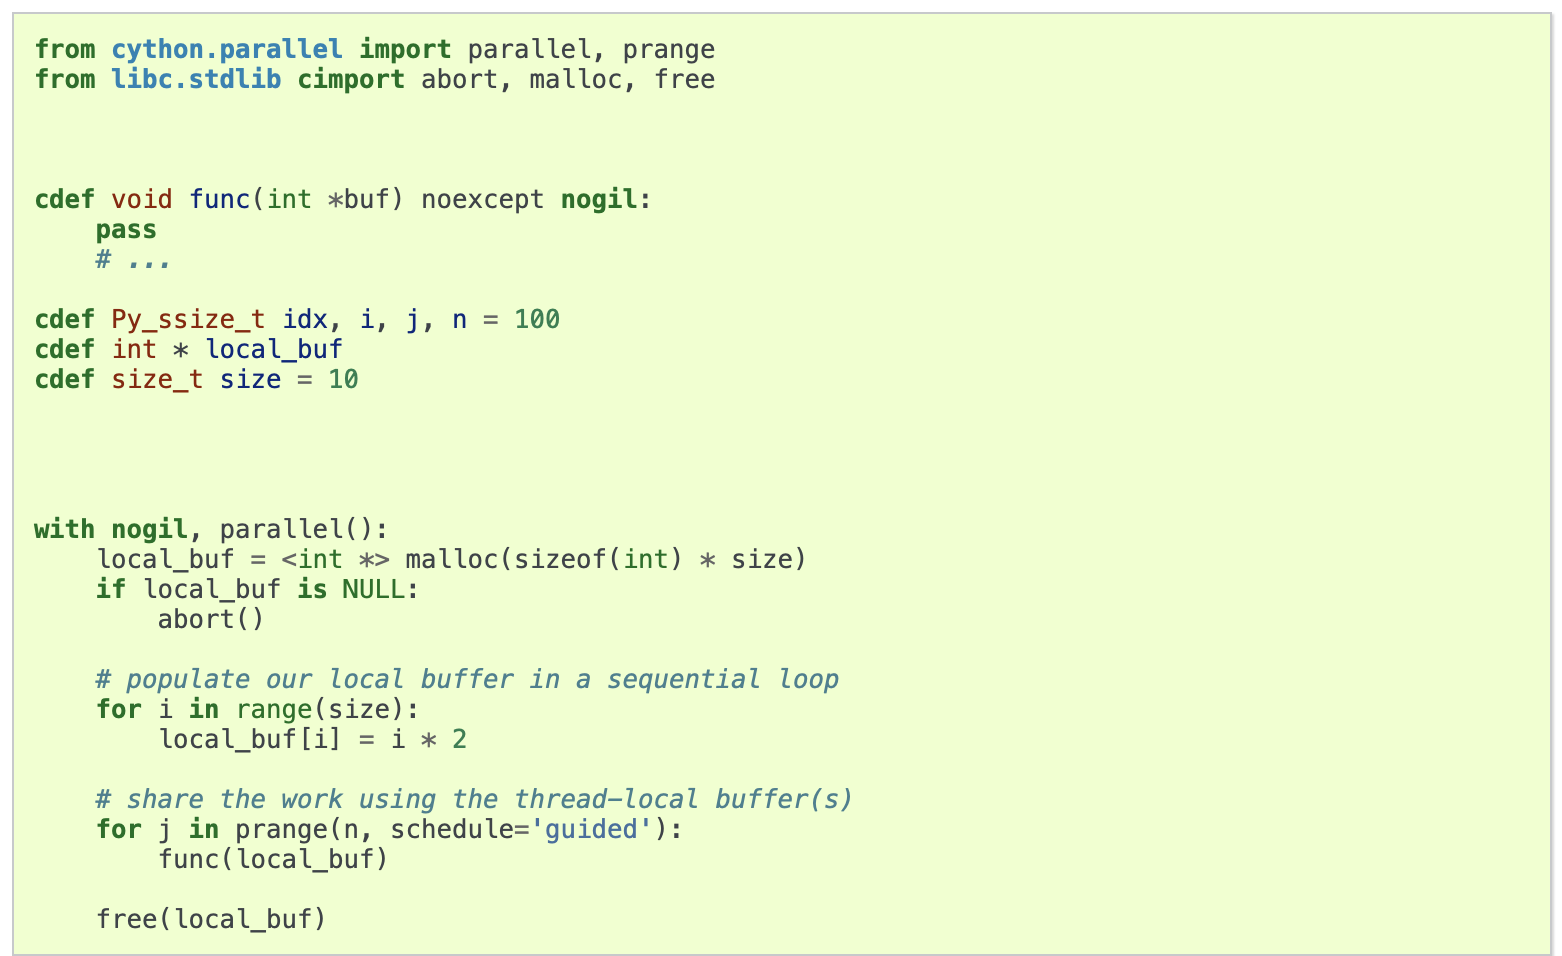 from cython.parallel import parallel, prange
from libc.stdlib cimport abort, malloc, free
cdef void func(int *buf) noexcept nogil:
    pass
    # ...
cdef Py_ssize_t idx, i, j, n = 100
cdef int * local_buf
cdef size_t size = 10
with nogil, parallel():
    local_buf = <int *> malloc(sizeof(int) * size)
    if local_buf is NULL:
        abort()
    # populate our local buffer in a sequential loop
    for i in range(size):
        local_buf[i] = i * 2
    # share the work using the thread-local buffer(s)
    for j in prange(n, schedule='guided'):
        func(local_buf)
    free(local_buf)